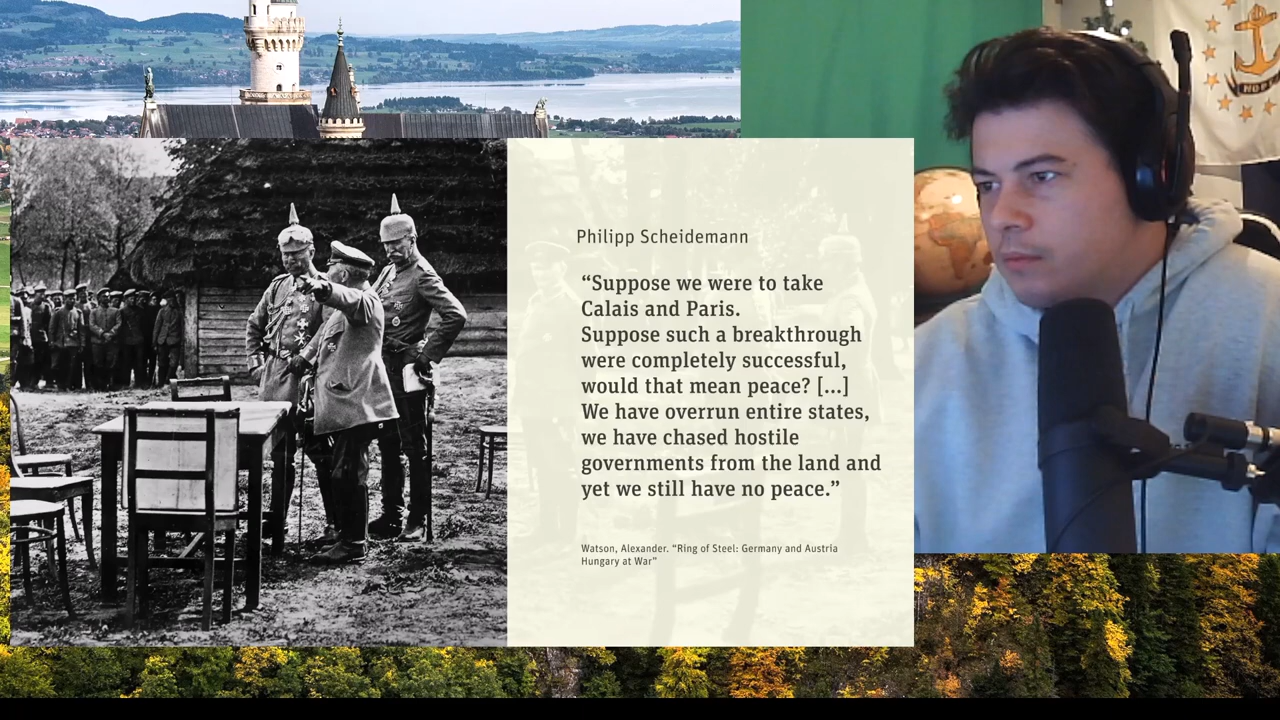 Philipp Scheidemann
“Suppose we were to take
Calais and Paris.
Suppose such a breakthrough
were completely successful,
would that mean peace? [...]
We have overrun entire states,
we have chased hostile
governments from the land and
yet we still have no peace.”
Watson, Alexander. “Ring of Steel: Germany and Austria
Hungary at War”
HOPE